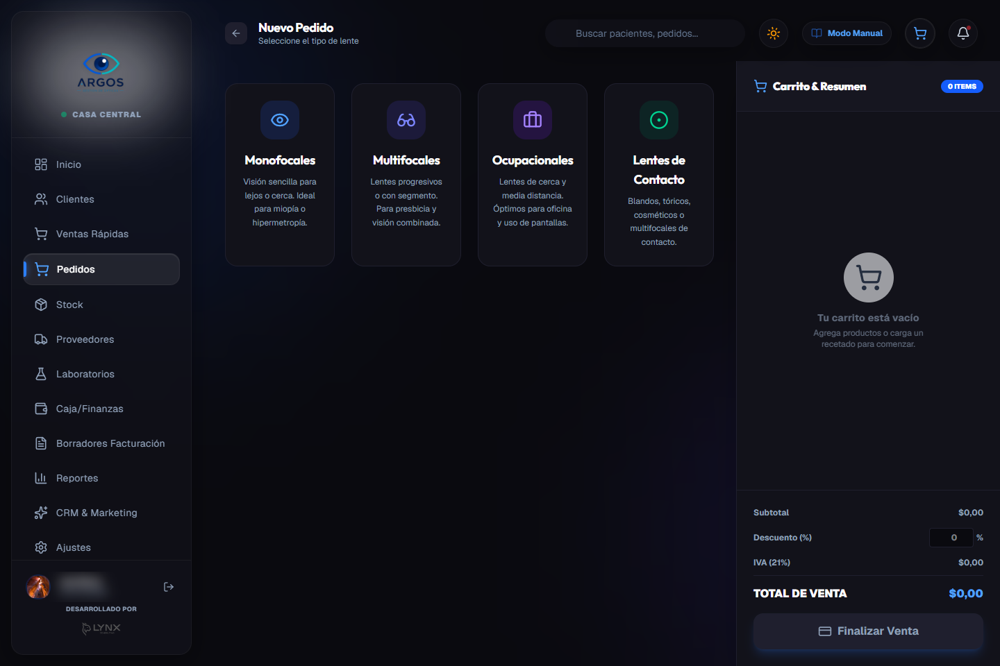 ARGOS
CASA CENTRAL
Inicio
Clientes
Ventas Rápidas
Pedidos
Stock
Proveedores
Laboratorios
Caja/Finanzas
Borradores Facturación
Reportes
CRM & Marketing
Ajustes
DESARROLLADO POR
LYNX
Nuevo Pedido
Seleccione el tipo de lente
Buscar pacientes, pedidos...
Modo Manual
Monofocales
Visión sencilla para
lejos o cerca. Ideal
para miopía o
hipermetropía.
Multifocales
Lentes progresivos
o con segmento.
Para presbicia y
visión combinada.
Ocupacionales
Lentes de cerca y
media distancia.
Óptimos para oficina
y uso de pantallas.
Lentes de
Contacto
Blandos, tóricos,
cosméticos o
multifocales de
contacto.
Carrito & Resumen
0 ITEMS
Tu carrito está vacío
Agrega productos o carga un
recetado para comenzar.
Subtotal $0,00
Descuento (%) 0 %
IVA (21%) $0,00
TOTAL DE VENTA $0,00
Finalizar Venta